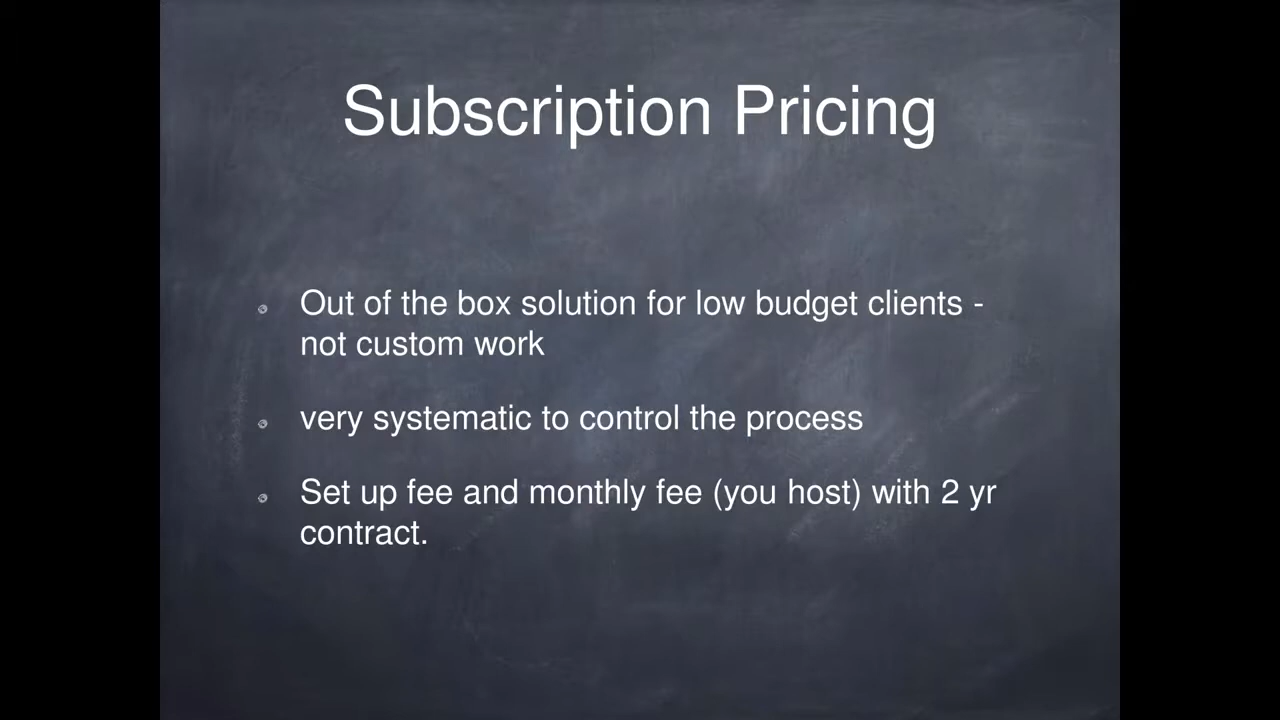 Subscription Pricing
Out of the box solution for low budget clients -
not custom work
very systematic to control the process
Set up fee and monthly fee (you host) with 2 yr
contract.